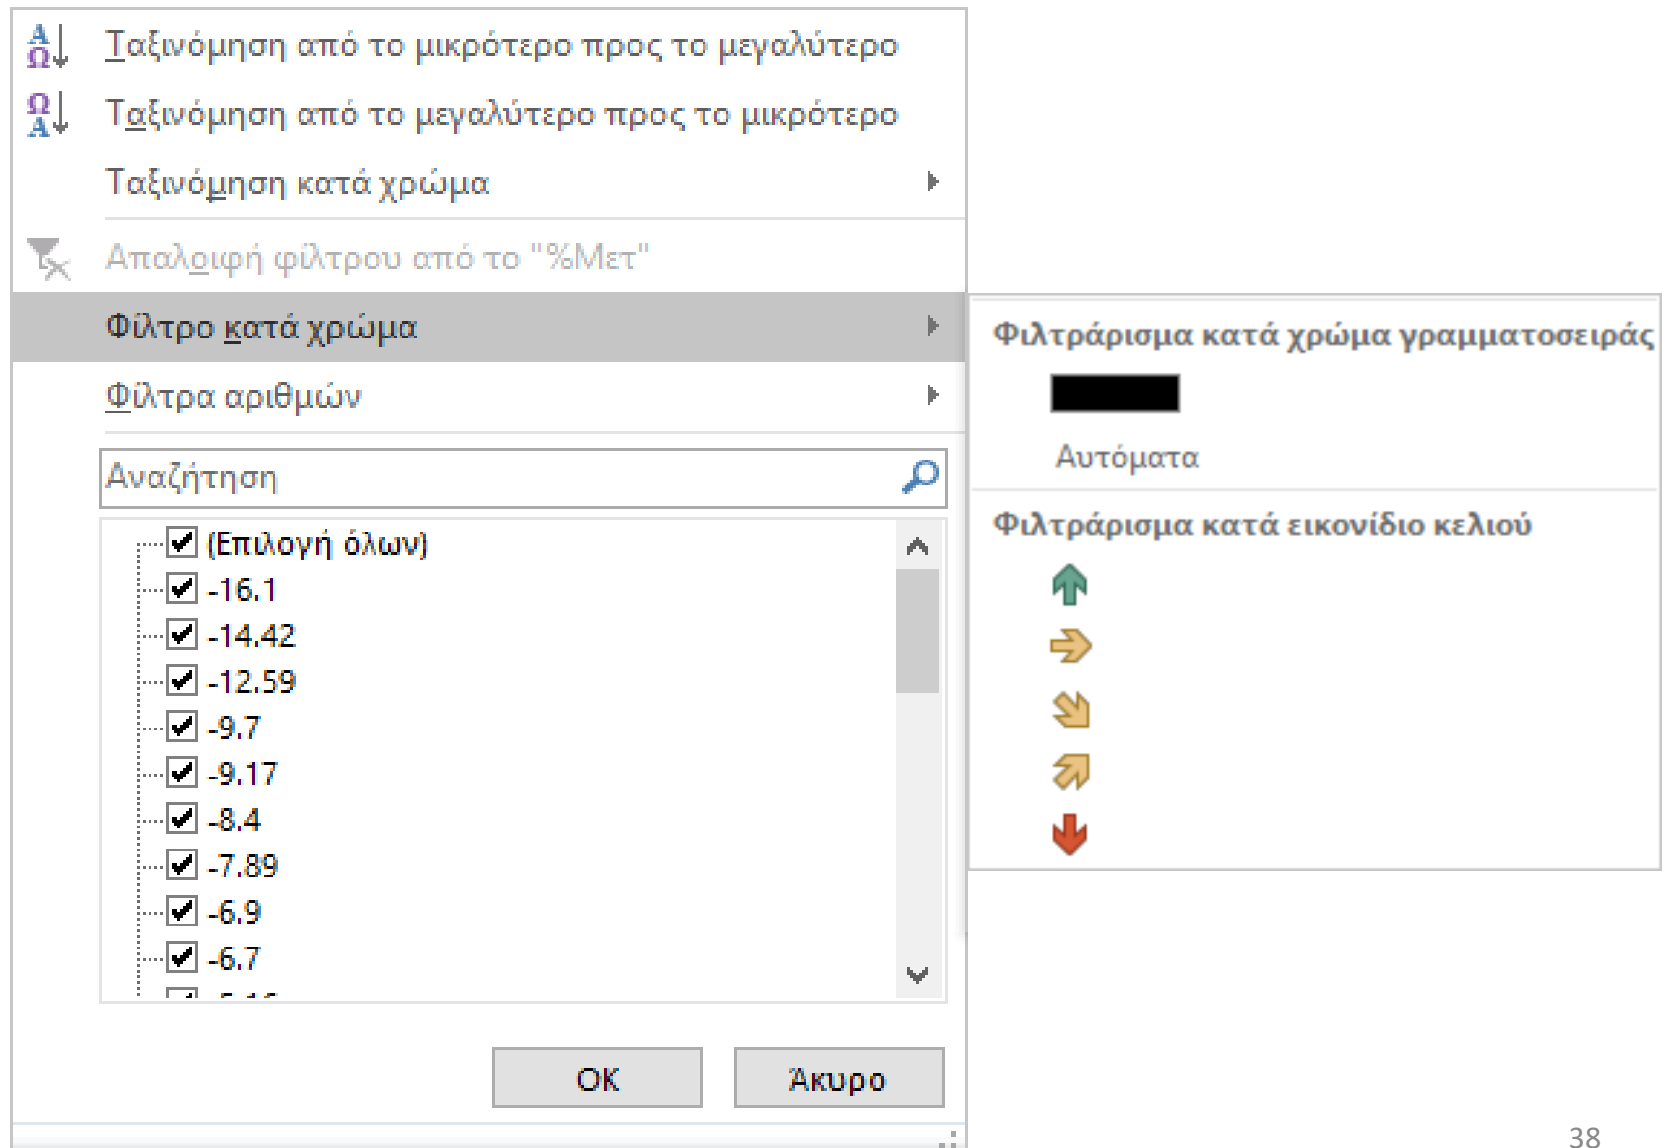 Ταξινόμηση από το μικρότερο προς το μεγαλύτερο
Ταξινόμηση από το μεγαλύτερο προς το μικρότερο
Ταξινόμηση κατά χρώμα
Απαλοιφή φίλτρου από το "%Μετ"
Φίλτρο κατά χρώμα
Φίλτρα αριθμών
Αναζήτηση
(Επιλογή όλων)
-16.1
-14.42
-12.59
-9.7
-9.17
-8.4
-7.89
-6.9
-6.7
OK
Άκυρο
Φιλτράρισμα κατά χρώμα γραμματοσειράς
Αυτόματα
Φιλτράρισμα κατά εικονίδιο κελιού
38